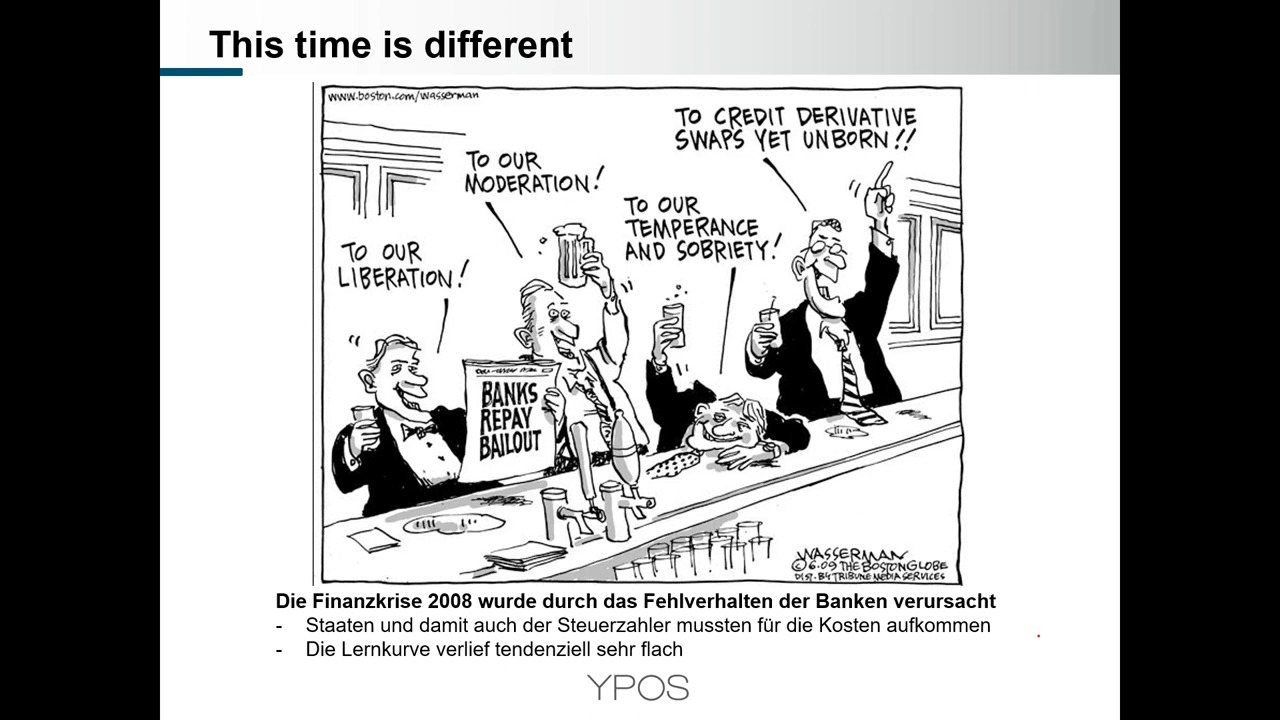 This time is different
www.boston.com/wasserman
TO OUR
LIBERATION!
TO OUR
MODERATION!
TO OUR
TEMPERANCE
AND SOBRIETY!
TO CREDIT DERIVATIVE
SWAPS YET UNBORN!!
BANKS
REPAY
BAILOUT
WASSERMAN
© 6.09 THE BOSTON GLOBE
DIST. BY TRIBUNE MEDIA SERVICES
Die Finanzkrise 2008 wurde durch das Fehlverhalten der Banken verursacht
- Staaten und damit auch der Steuerzahler mussten für die Kosten aufkommen
- Die Lernkurve verlief tendenziell sehr flach
YPOS